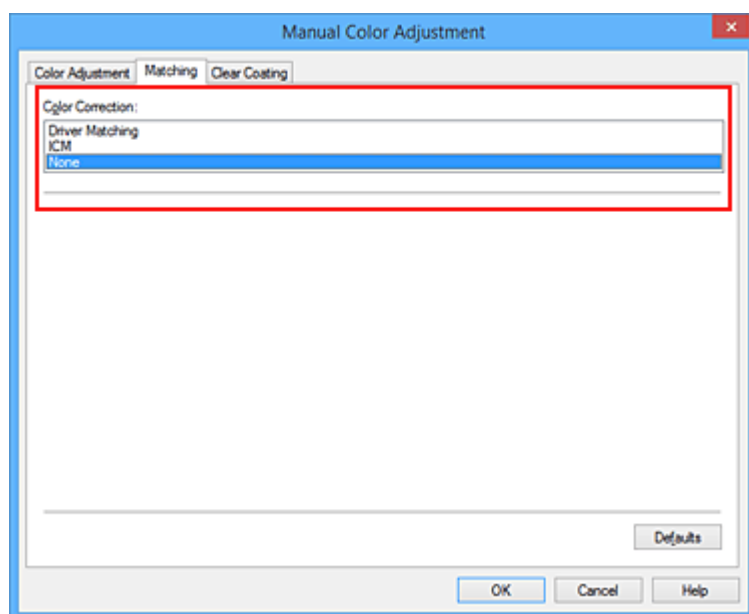 Manual Color Adjustment
Color Adjustment Matching Clear Coating
Color Correction:
Driver Matching
ICM
None
Defaults
OK Cancel Help